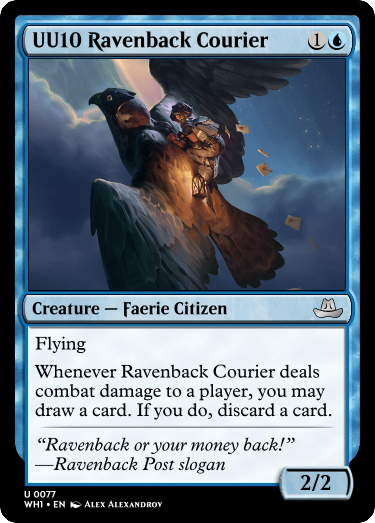 UU10 Ravenback Courier 1
Creature — Faerie Citizen
Flying
Whenever Ravenback Courier deals
combat damage to a player, you may
draw a card. If you do, discard a card.
“Ravenback or your money back!”
—Ravenback Post slogan
2/2
U 0077
WH1 • EN Alex Alexandrov